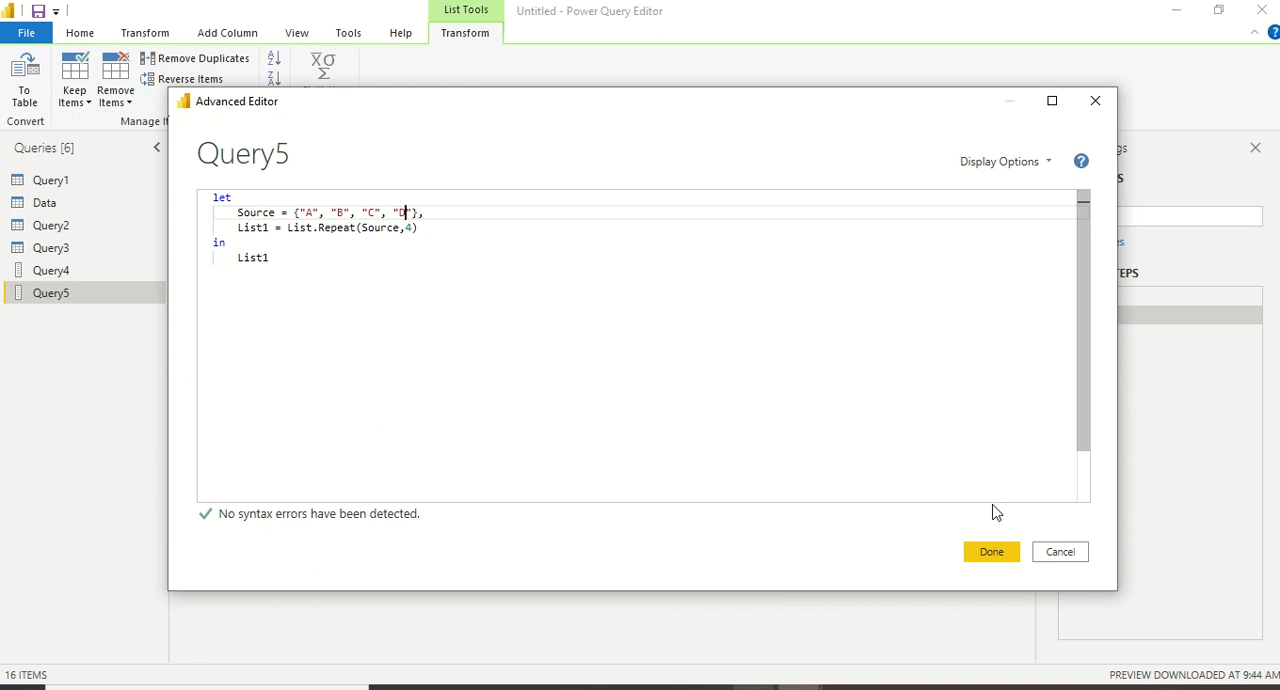 List Tools
Untitled - Power Query Editor
File
Home
Transform
Add Column
View
Tools
Help
Transform
To
Table
Keep
Items
Remove
Items
Remove Duplicates
Reverse Items
Convert
Manage
Queries [6]
Query1
Data
Query2
Query3
Query4
Query5
Advanced Editor
Query5
Display Options
let
Source = {"A", "B", "C", "D"},
List1 = List.Repeat(Source,4)
in
List1
No syntax errors have been detected.
Done
Cancel
16 ITEMS
PREVIEW DOWNLOADED AT 9:44 AM